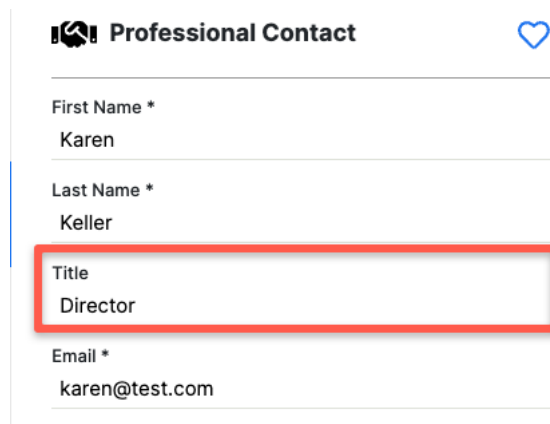 Professional Contact
First Name *
Karen
Last Name *
Keller
Title
Director
Email *
karen@test.com